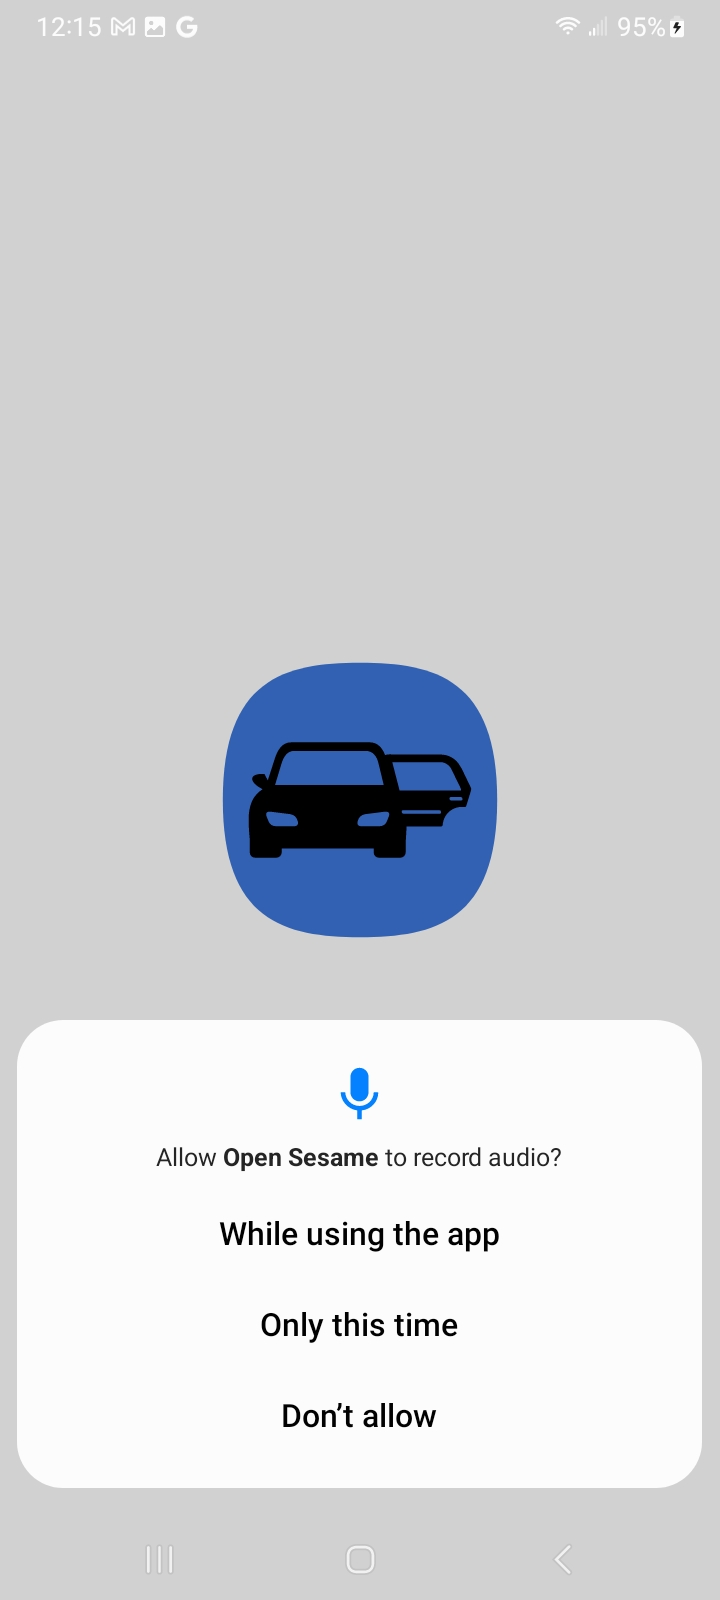 12:15 95%
Allow Open Sesame to record audio?
While using the app
Only this time
Don’t allow